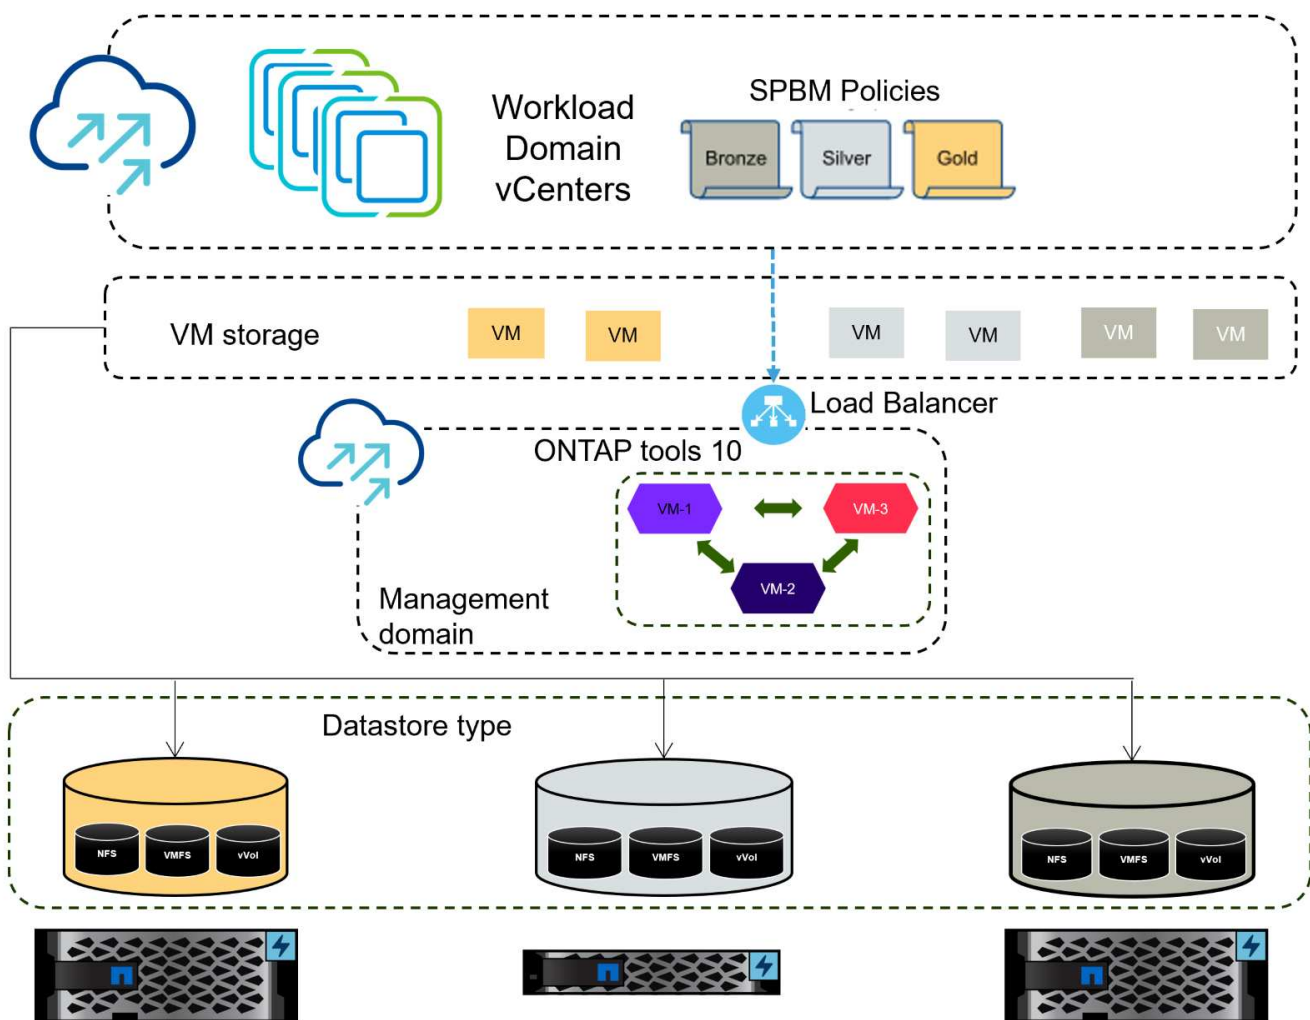 SPBM Policies
Workload
Domain
vCenters
Bronze
Silver
Gold
VM storage
VM
VM
VM
VM
VM
VM
Load Balancer
ONTAP tools 10
VM-1
VM-3
VM-2
Management
domain
Datastore type
NFS
VMFS
vVol
NFS
VMFS
vVol
NFS
VMFS
vVol